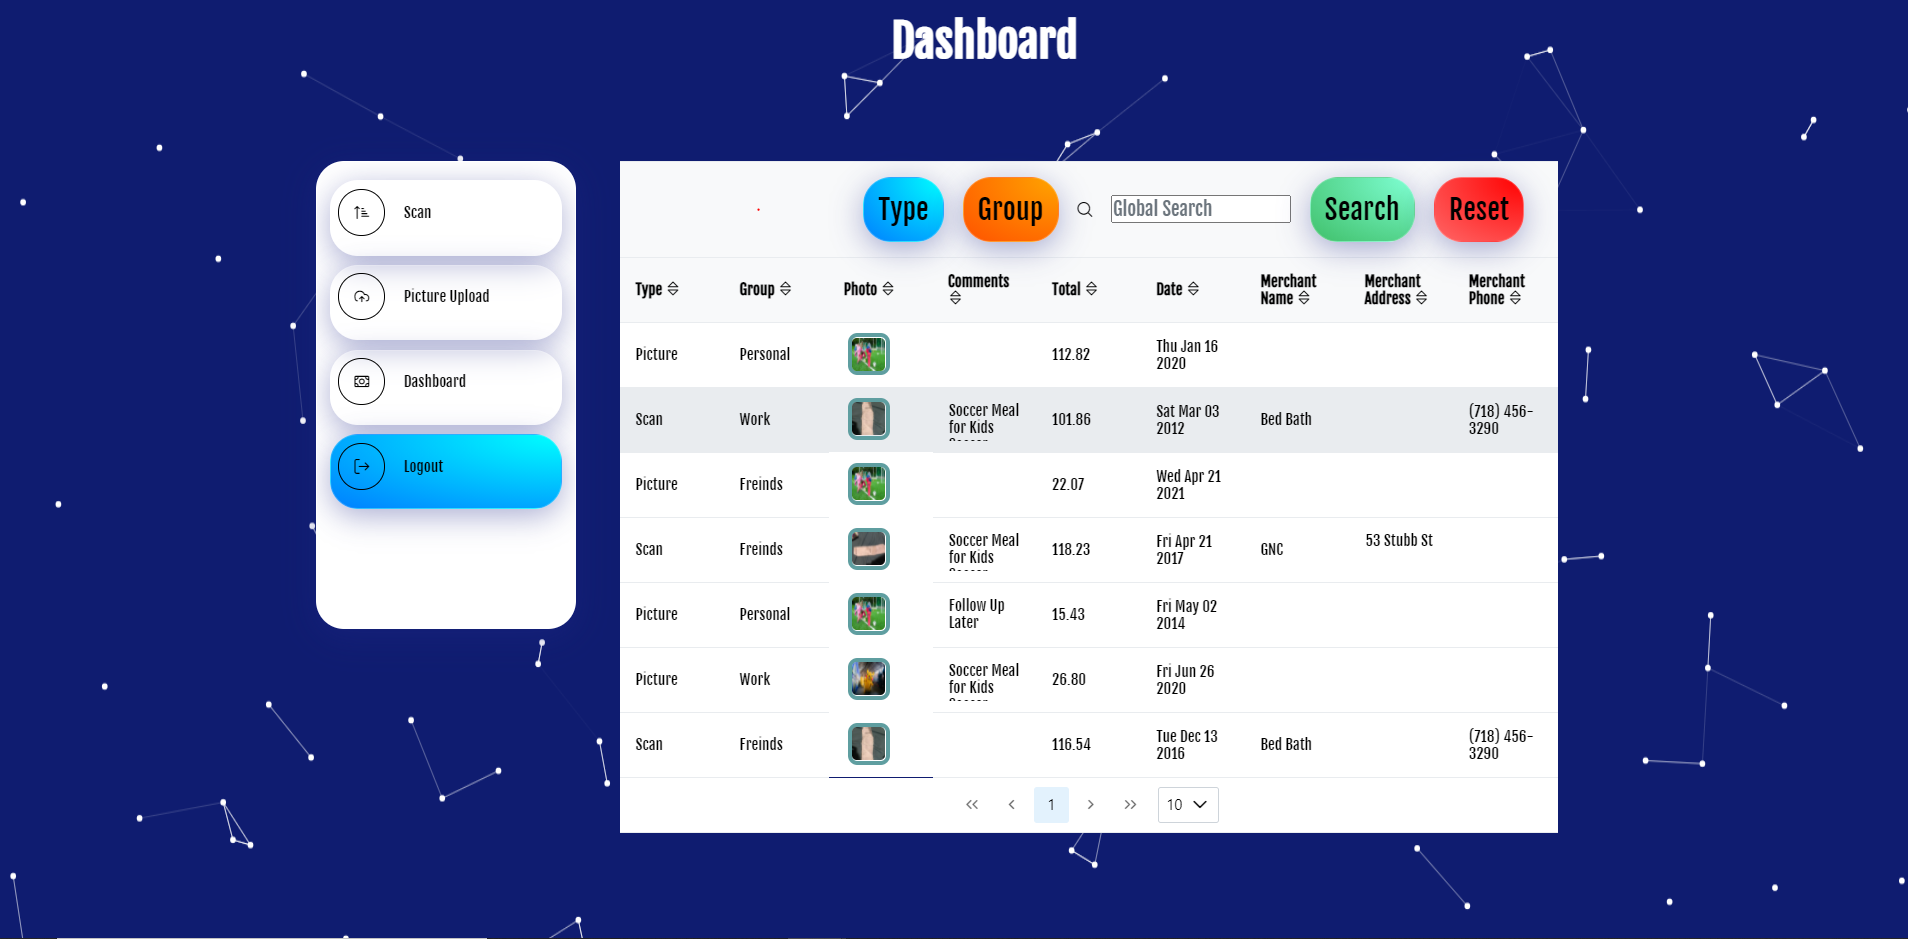 Dashboard
Scan
Picture Upload
Dashboard
Logout
Type Group Global Search Search Reset
Type Group Photo Comments Total Date Merchant Name Merchant Address Merchant Phone
Picture Personal 112.82 Thu Jan 16 2020
Scan Work Soccer Meal for Kids 101.86 Sat Mar 03 2012 Bed Bath (718) 456-3290
Picture Freinds 22.07 Wed Apr 21 2021
Scan Freinds Soccer Meal for Kids 118.23 Fri Apr 21 2017 GNC 53 Stubb St
Picture Personal Follow Up Later 15.43 Fri May 02 2014
Picture Work Soccer Meal for Kids 26.80 Fri Jun 26 2020
Scan Freinds 116.54 Tue Dec 13 2016 Bed Bath (718) 456-3290
1 10